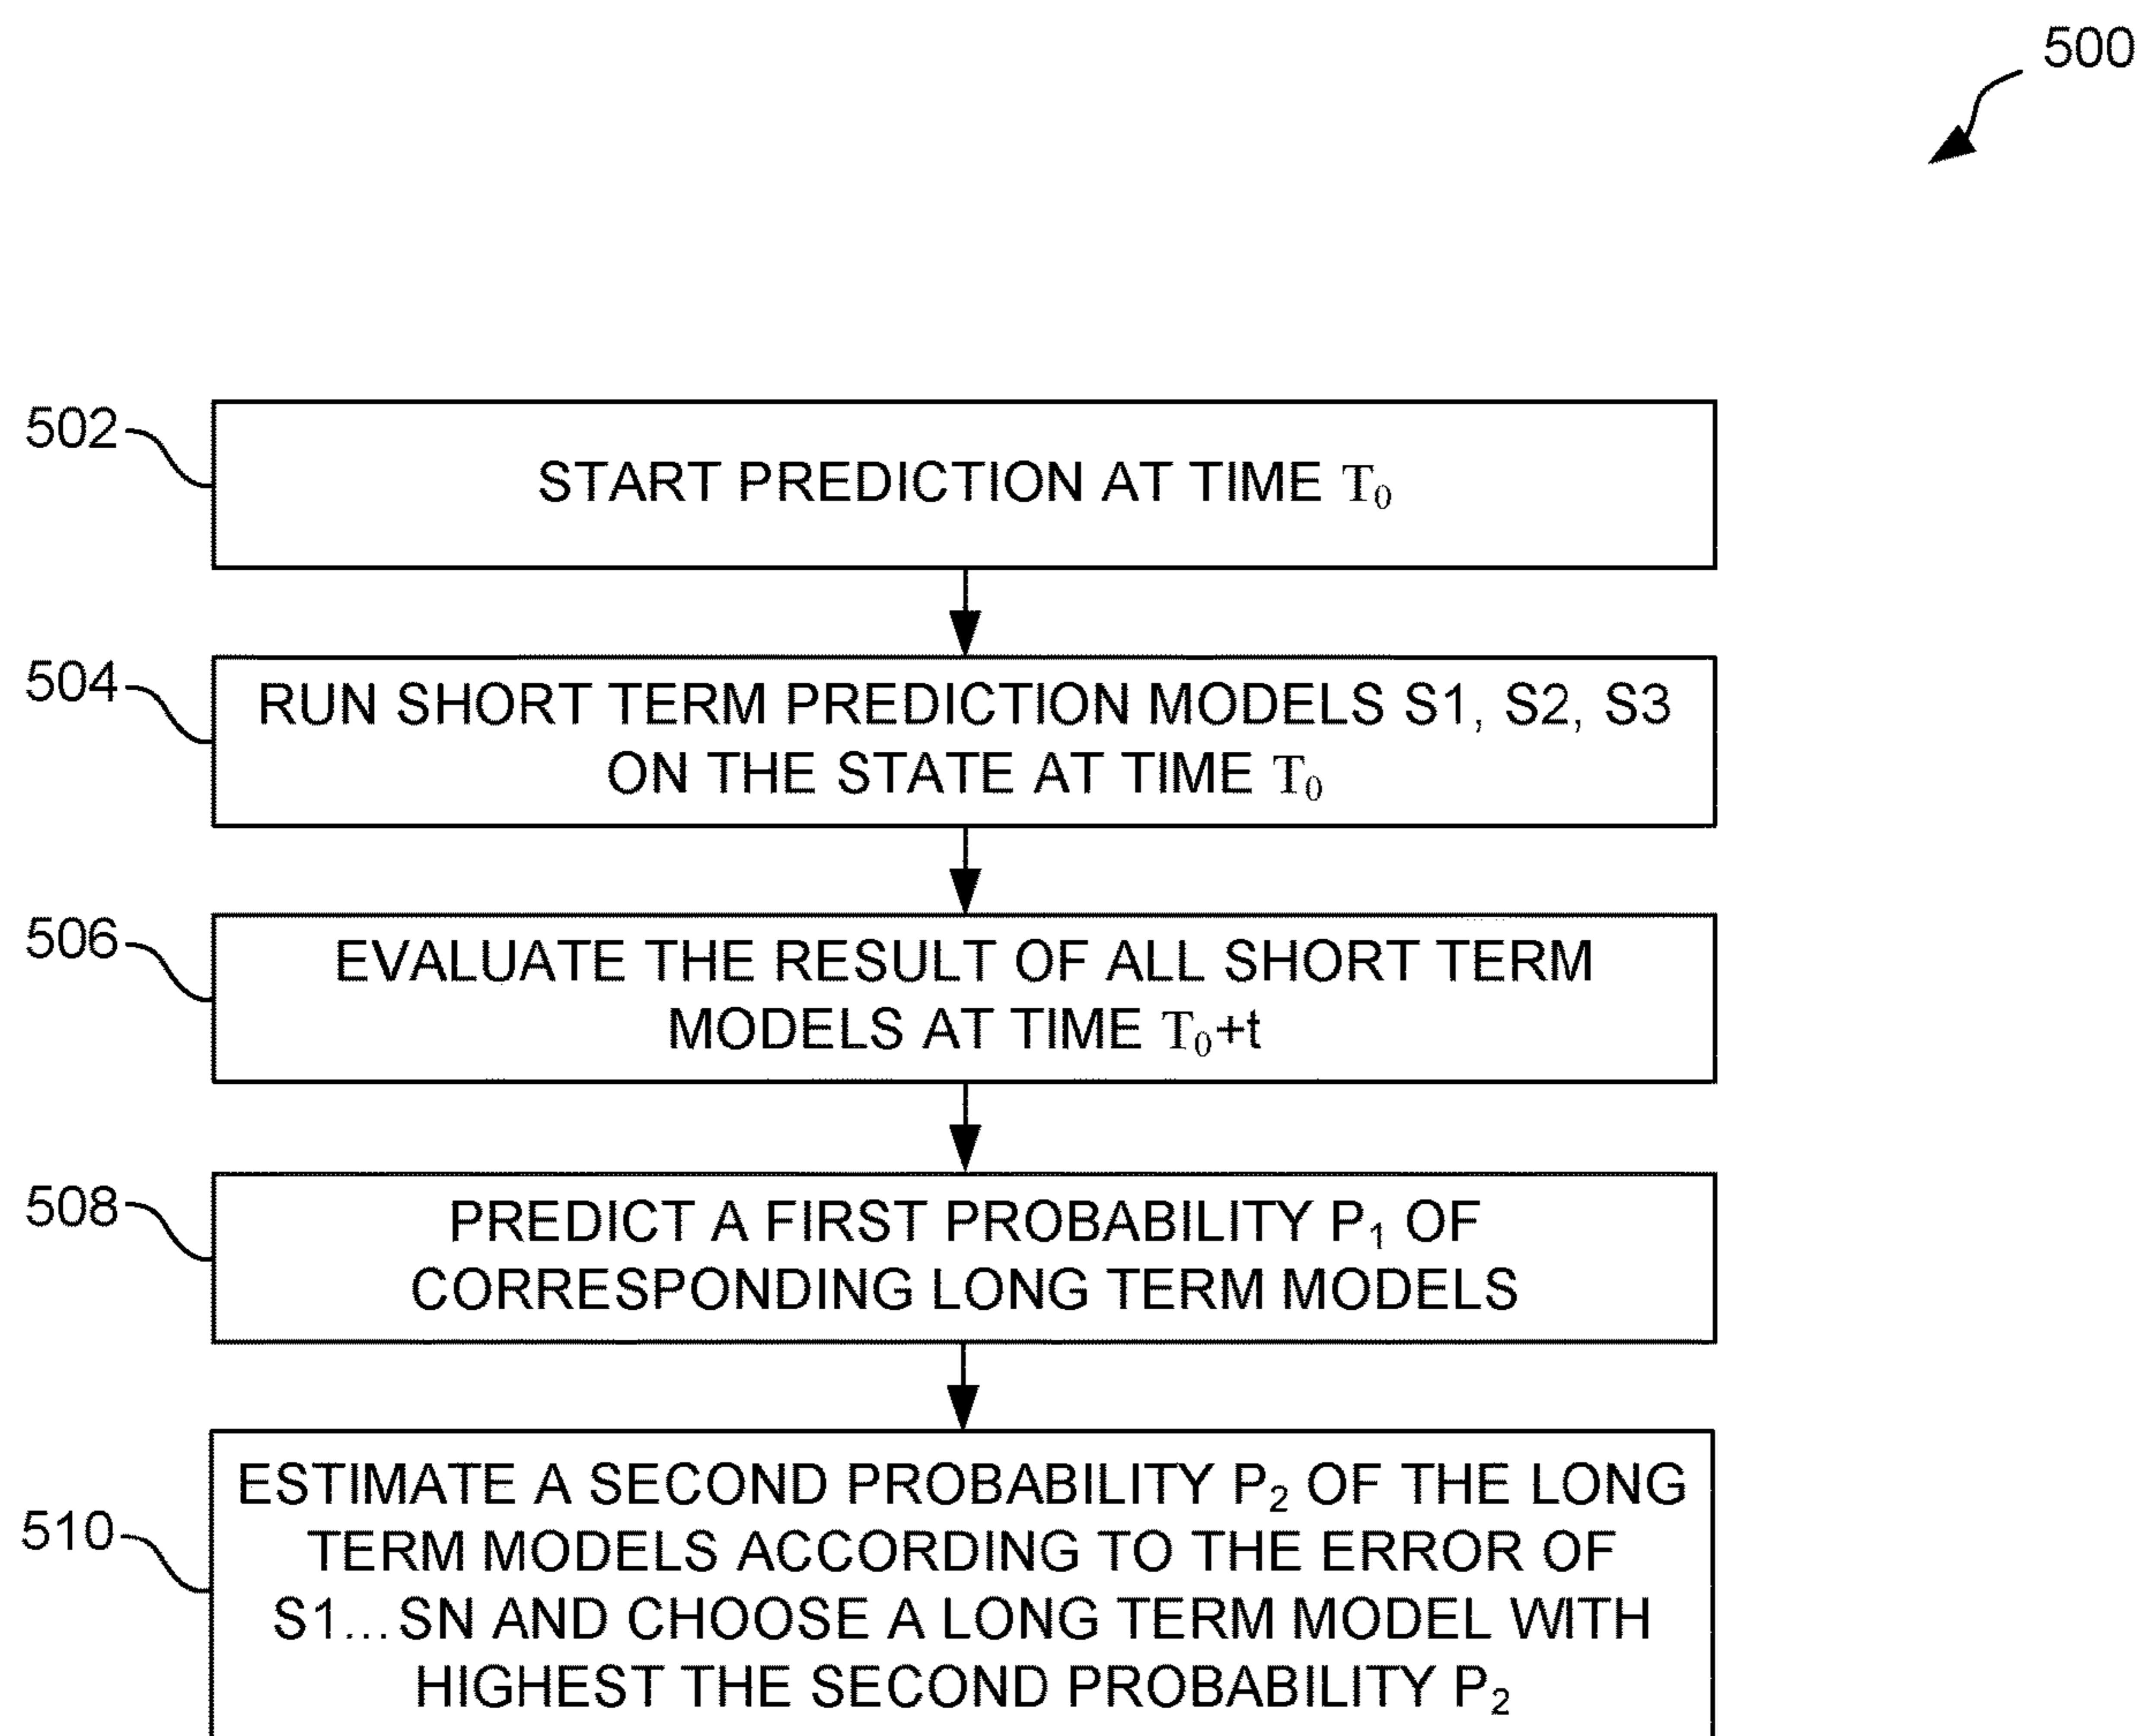 500
502
START PREDICTION AT TIME T₀
504
RUN SHORT TERM PREDICTION MODELS S1, S2, S3
ON THE STATE AT TIME T₀
506
EVALUATE THE RESULT OF ALL SHORT TERM
MODELS AT TIME T₀+t
508
PREDICT A FIRST PROBABILITY P₁ OF
CORRESPONDING LONG TERM MODELS
510
ESTIMATE A SECOND PROBABILITY P₂ OF THE LONG
TERM MODELS ACCORDING TO THE ERROR OF
S1...SN AND CHOOSE A LONG TERM MODEL WITH
HIGHEST THE SECOND PROBABILITY P₂